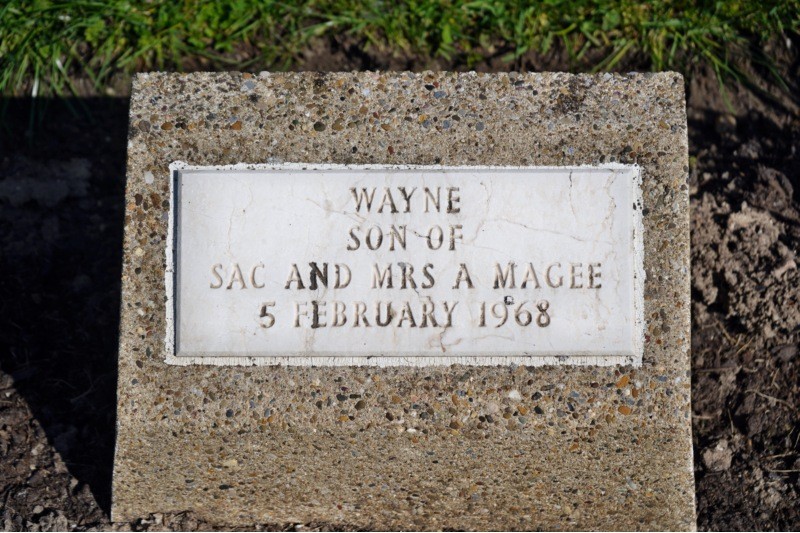 WAYNE
SON OF
SAC AND MRS A MAGEE
5 FEBRUARY 1968